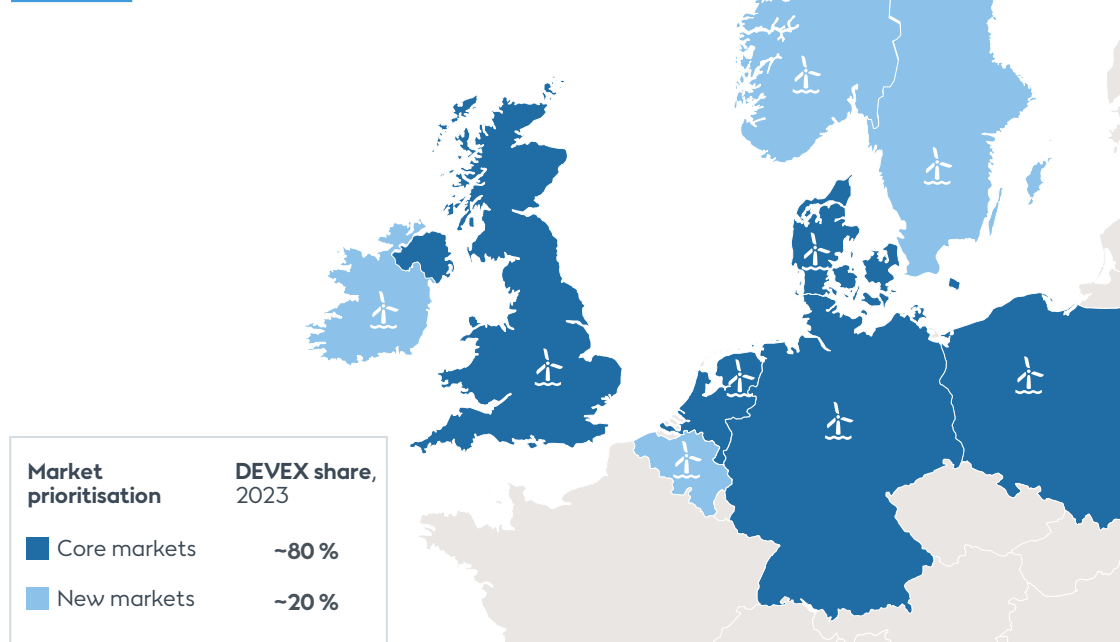 Market
prioritisation
DEVEX share,
2023
Core markets
~80 %
New markets
~20 %